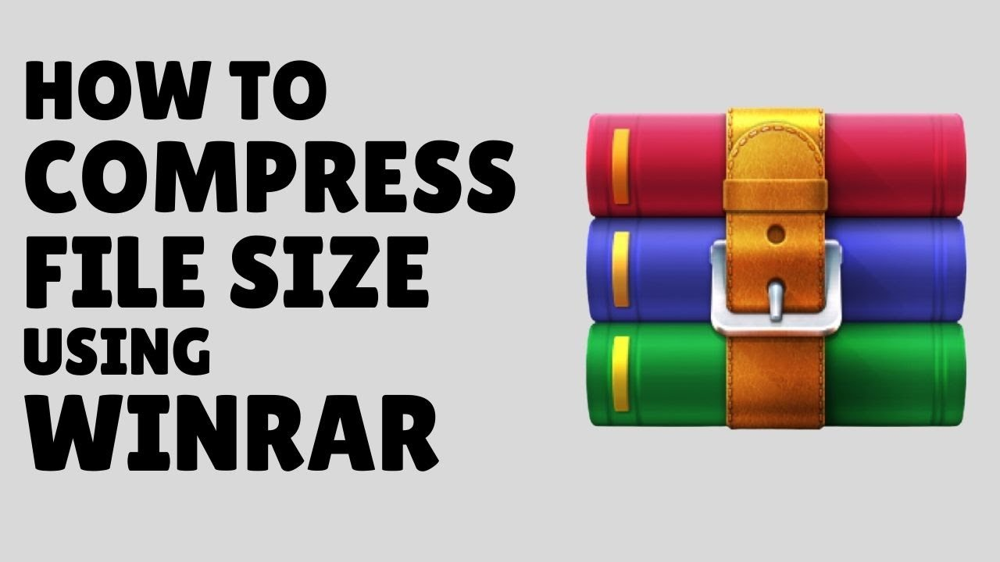 HOW TO
COMPRESS
FILE SIZE
USING
WINRAR